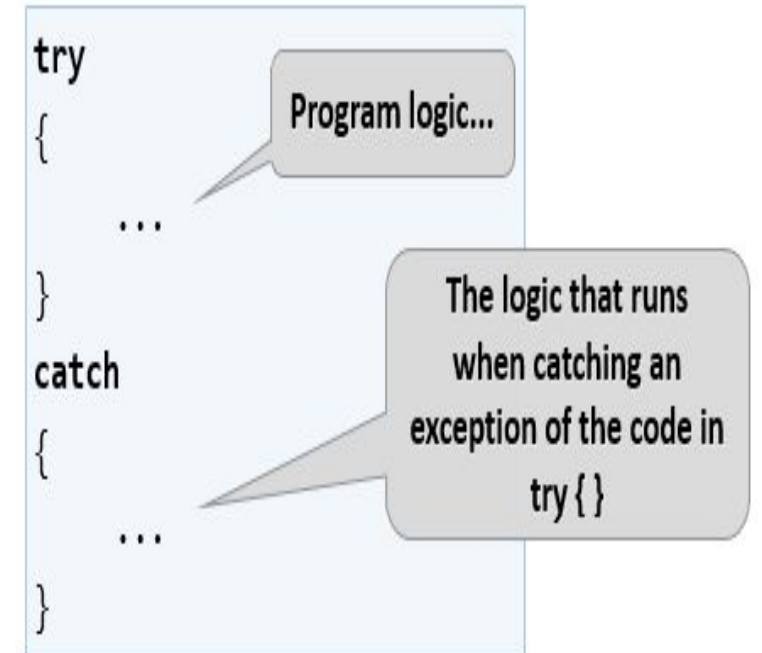 try
{
Program logic...
...
}
catch
{
The logic that runs
when catching an
exception of the code in
try { }
...
}